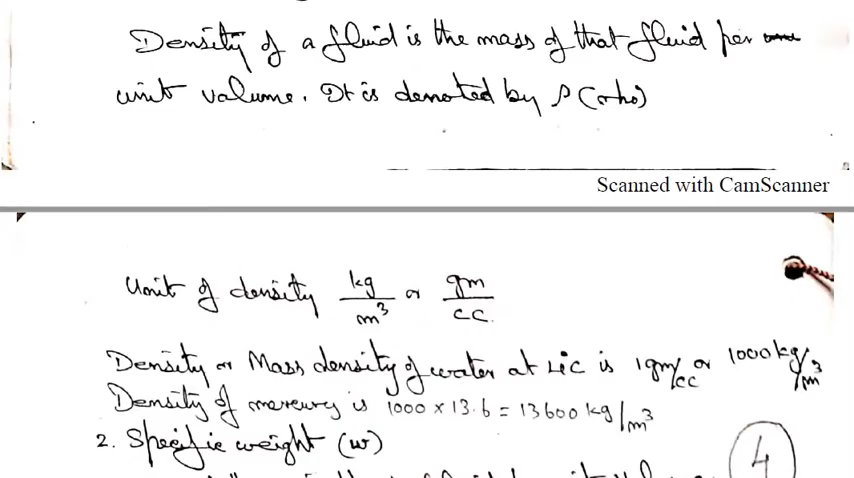 Density of a fluid is the mass of that fluid per
unit volume. It is denoted by ρ (rho)
Scanned with CamScanner
Unit of density kg/m³ or gm/cc.
Density or Mass density of water at 4°C is 1gm/cc or 1000kg/m³
Density of mercury is 1000 × 13.6 = 13600 kg/m³
2. Specific weight (w)
4